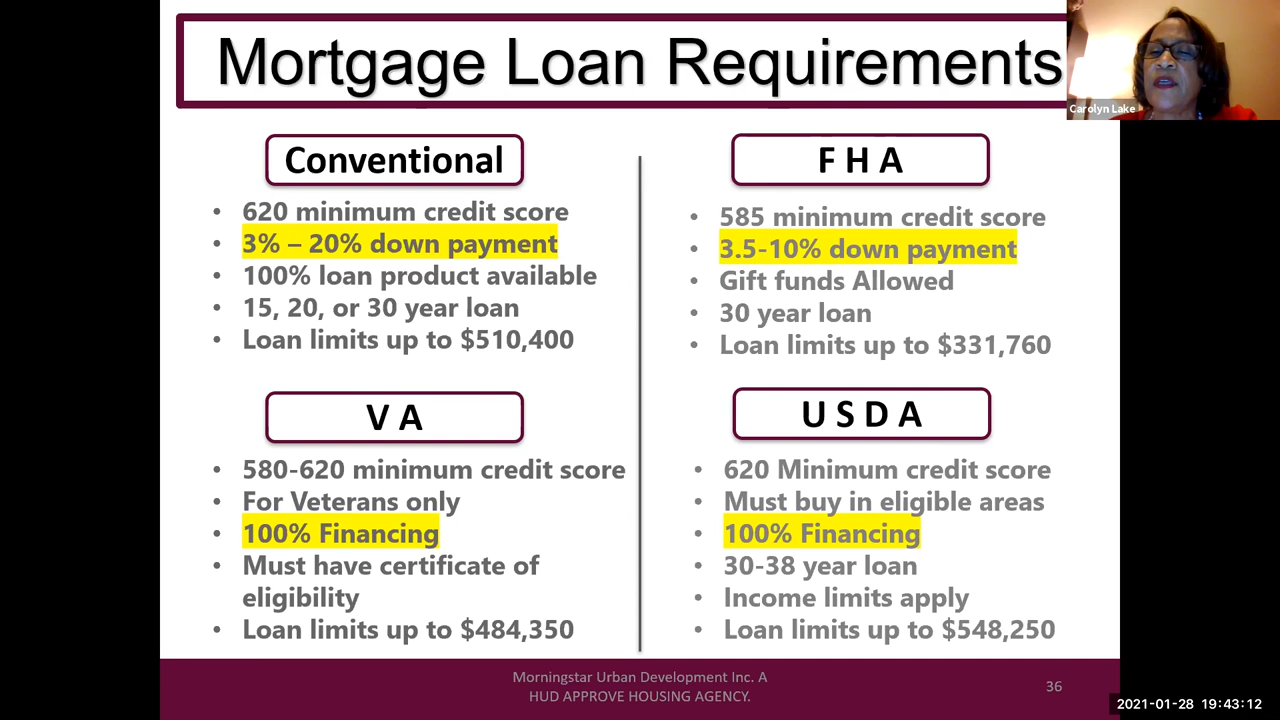 Mortgage Loan Requirements
Carolyn Lake
Conventional
• 620 minimum credit score
• 3% – 20% down payment
• 100% loan product available
• 15, 20, or 30 year loan
• Loan limits up to $510,400
F H A
• 585 minimum credit score
• 3.5-10% down payment
• Gift funds Allowed
• 30 year loan
• Loan limits up to $331,760
V A
• 580-620 minimum credit score
• For Veterans only
• 100% Financing
• Must have certificate of
eligibility
• Loan limits up to $484,350
U S D A
• 620 Minimum credit score
• Must buy in eligible areas
• 100% Financing
• 30-38 year loan
• Income limits apply
• Loan limits up to $548,250
Morningstar Urban Development Inc. A
HUD APPROVE HOUSING AGENCY.
36
2021-01-28 19:43:12